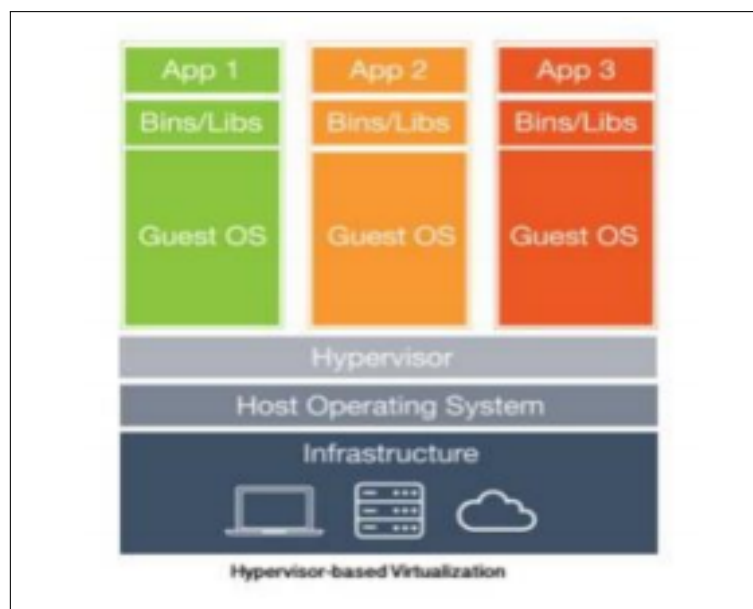 App 1
App 2
App 3
Bins/Libs
Bins/Libs
Bins/Libs
Guest OS
Guest OS
Guest OS
Hypervisor
Host Operating System
Infrastructure
Hypervisor-based Virtualization